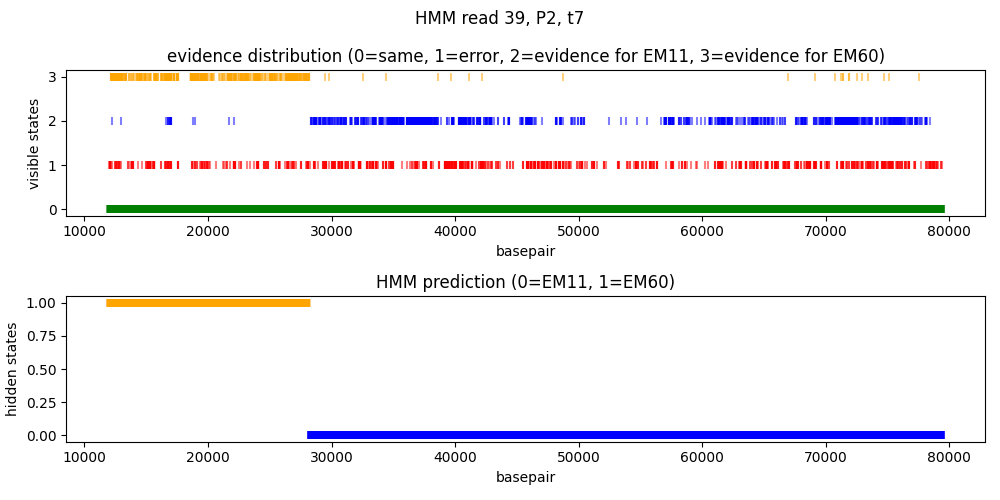 HMM read 39, P2, t7
evidence distribution (0=same, 1=error, 2=evidence for EM11, 3=evidence for EM60)
visible states
3
2
1
0
10000 20000 30000 40000 50000 60000 70000 80000
basepair
HMM prediction (0=EM11, 1=EM60)
hidden states
1.00
0.75
0.50
0.25
0.00
10000 20000 30000 40000 50000 60000 70000 80000
basepair